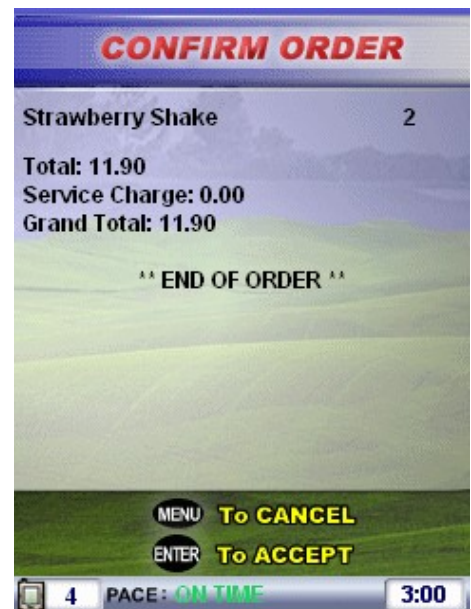 CONFIRM ORDER
Strawberry Shake 2
Total: 11.90
Service Charge: 0.00
Grand Total: 11.90
** END OF ORDER **
MENU To CANCEL
ENTER To ACCEPT
4 PACE: ON TIME 3:00